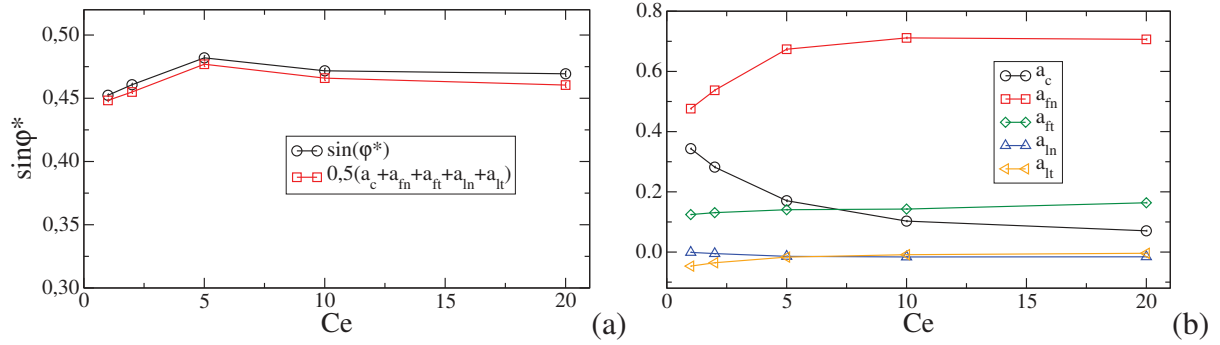 0,50
0,45
0,40
0,35
0,30
sinφ*
sin(φ*)
0,5(a_c+a_fn+a_ft+a_ln+a_lt)
0 5 10 15 20
Ce
(a)
0.8
0.6
0.4
0.2
0.0
a_c
a_fn
a_ft
a_ln
a_lt
0 5 10 15 20
Ce
(b)